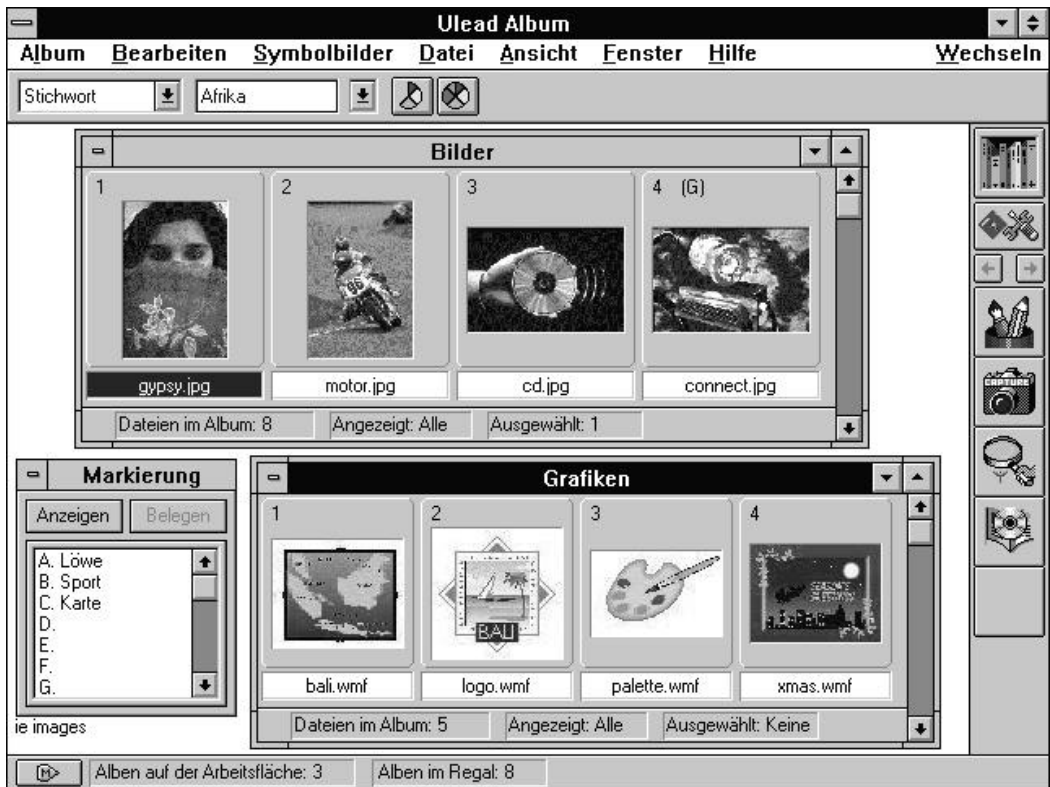 Ulead Album
Album Bearbeiten Symbolbilder Datei Ansicht Fenster Hilfe Wechseln
Stichwort Afrika
Bilder
1 2 3 4 (G)
96
gypsy.jpg motor.jpg cd.jpg connect.jpg
Dateien im Album: 8 Angezeigt: Alle Ausgewählt: 1
CAPTURE
Markierung
Anzeigen Belegen
A. Löwe
B. Sport
C. Karte
D.
E.
F.
G.
ie images
Grafiken
1 2 3 4
BALI
bali.wmf logo.wmf palette.wmf xmas.wmf
Dateien im Album: 5 Angezeigt: Alle Ausgewählt: Keine
M Alben auf der Arbeitsfläche: 3 Alben im Regal: 8